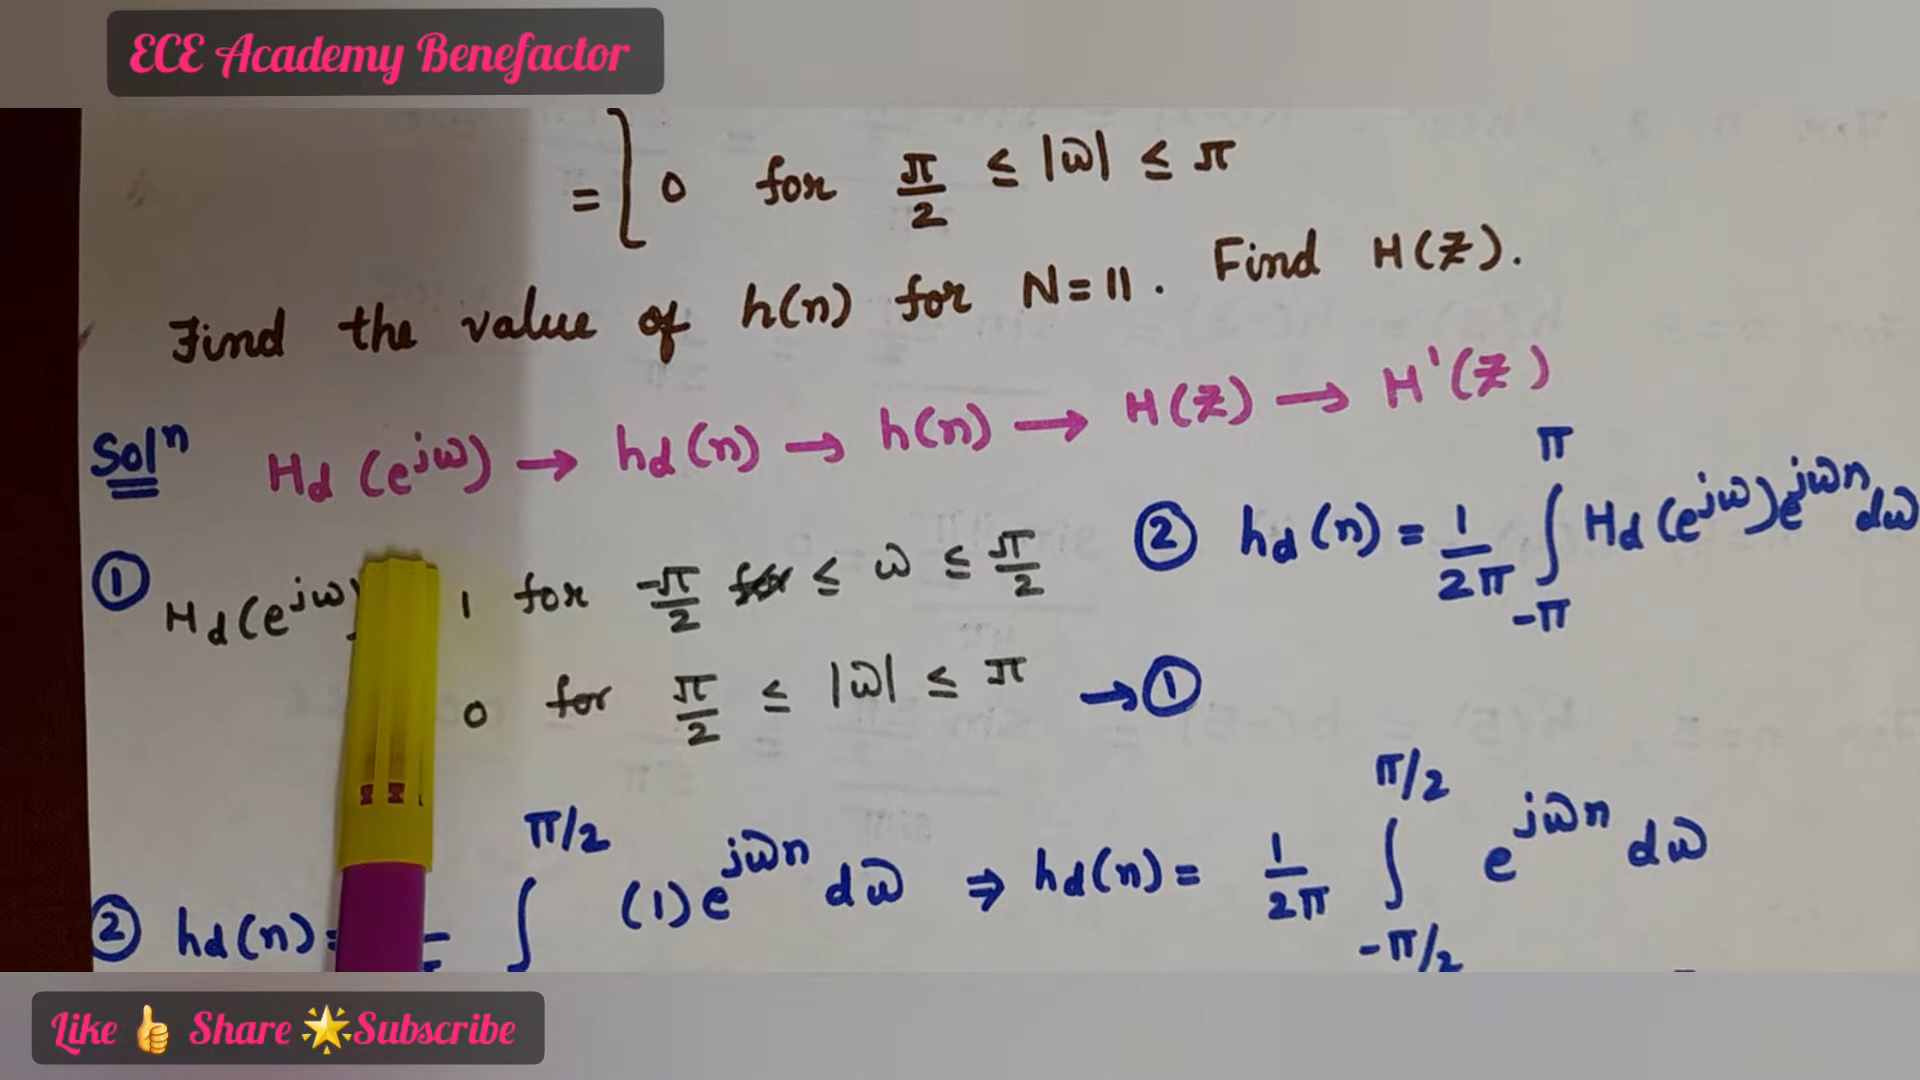 ECE Academy Benefactor
= { 0 for π/2 ≤ |ω| ≤ π
Find the value of h(n) for N=11. Find H(Z).
Solⁿ Hd(e^jω) → hd(n) → h(n) → H(Z) → H'(Z)
① Hd(e^jω) 1 for -π/2 ≤ ω ≤ π/2
② hd(n) = 1/2π ∫_-π^π Hd(e^jω) e^jωn dω
0 for π/2 ≤ |ω| ≤ π → ①
② hd(n) = ∫^π/2 (1) e^jωn dω ⇒ hd(n) = 1/2π ∫_-π/2^π/2 e^jωn dω
Like 👍 Share 🌟Subscribe